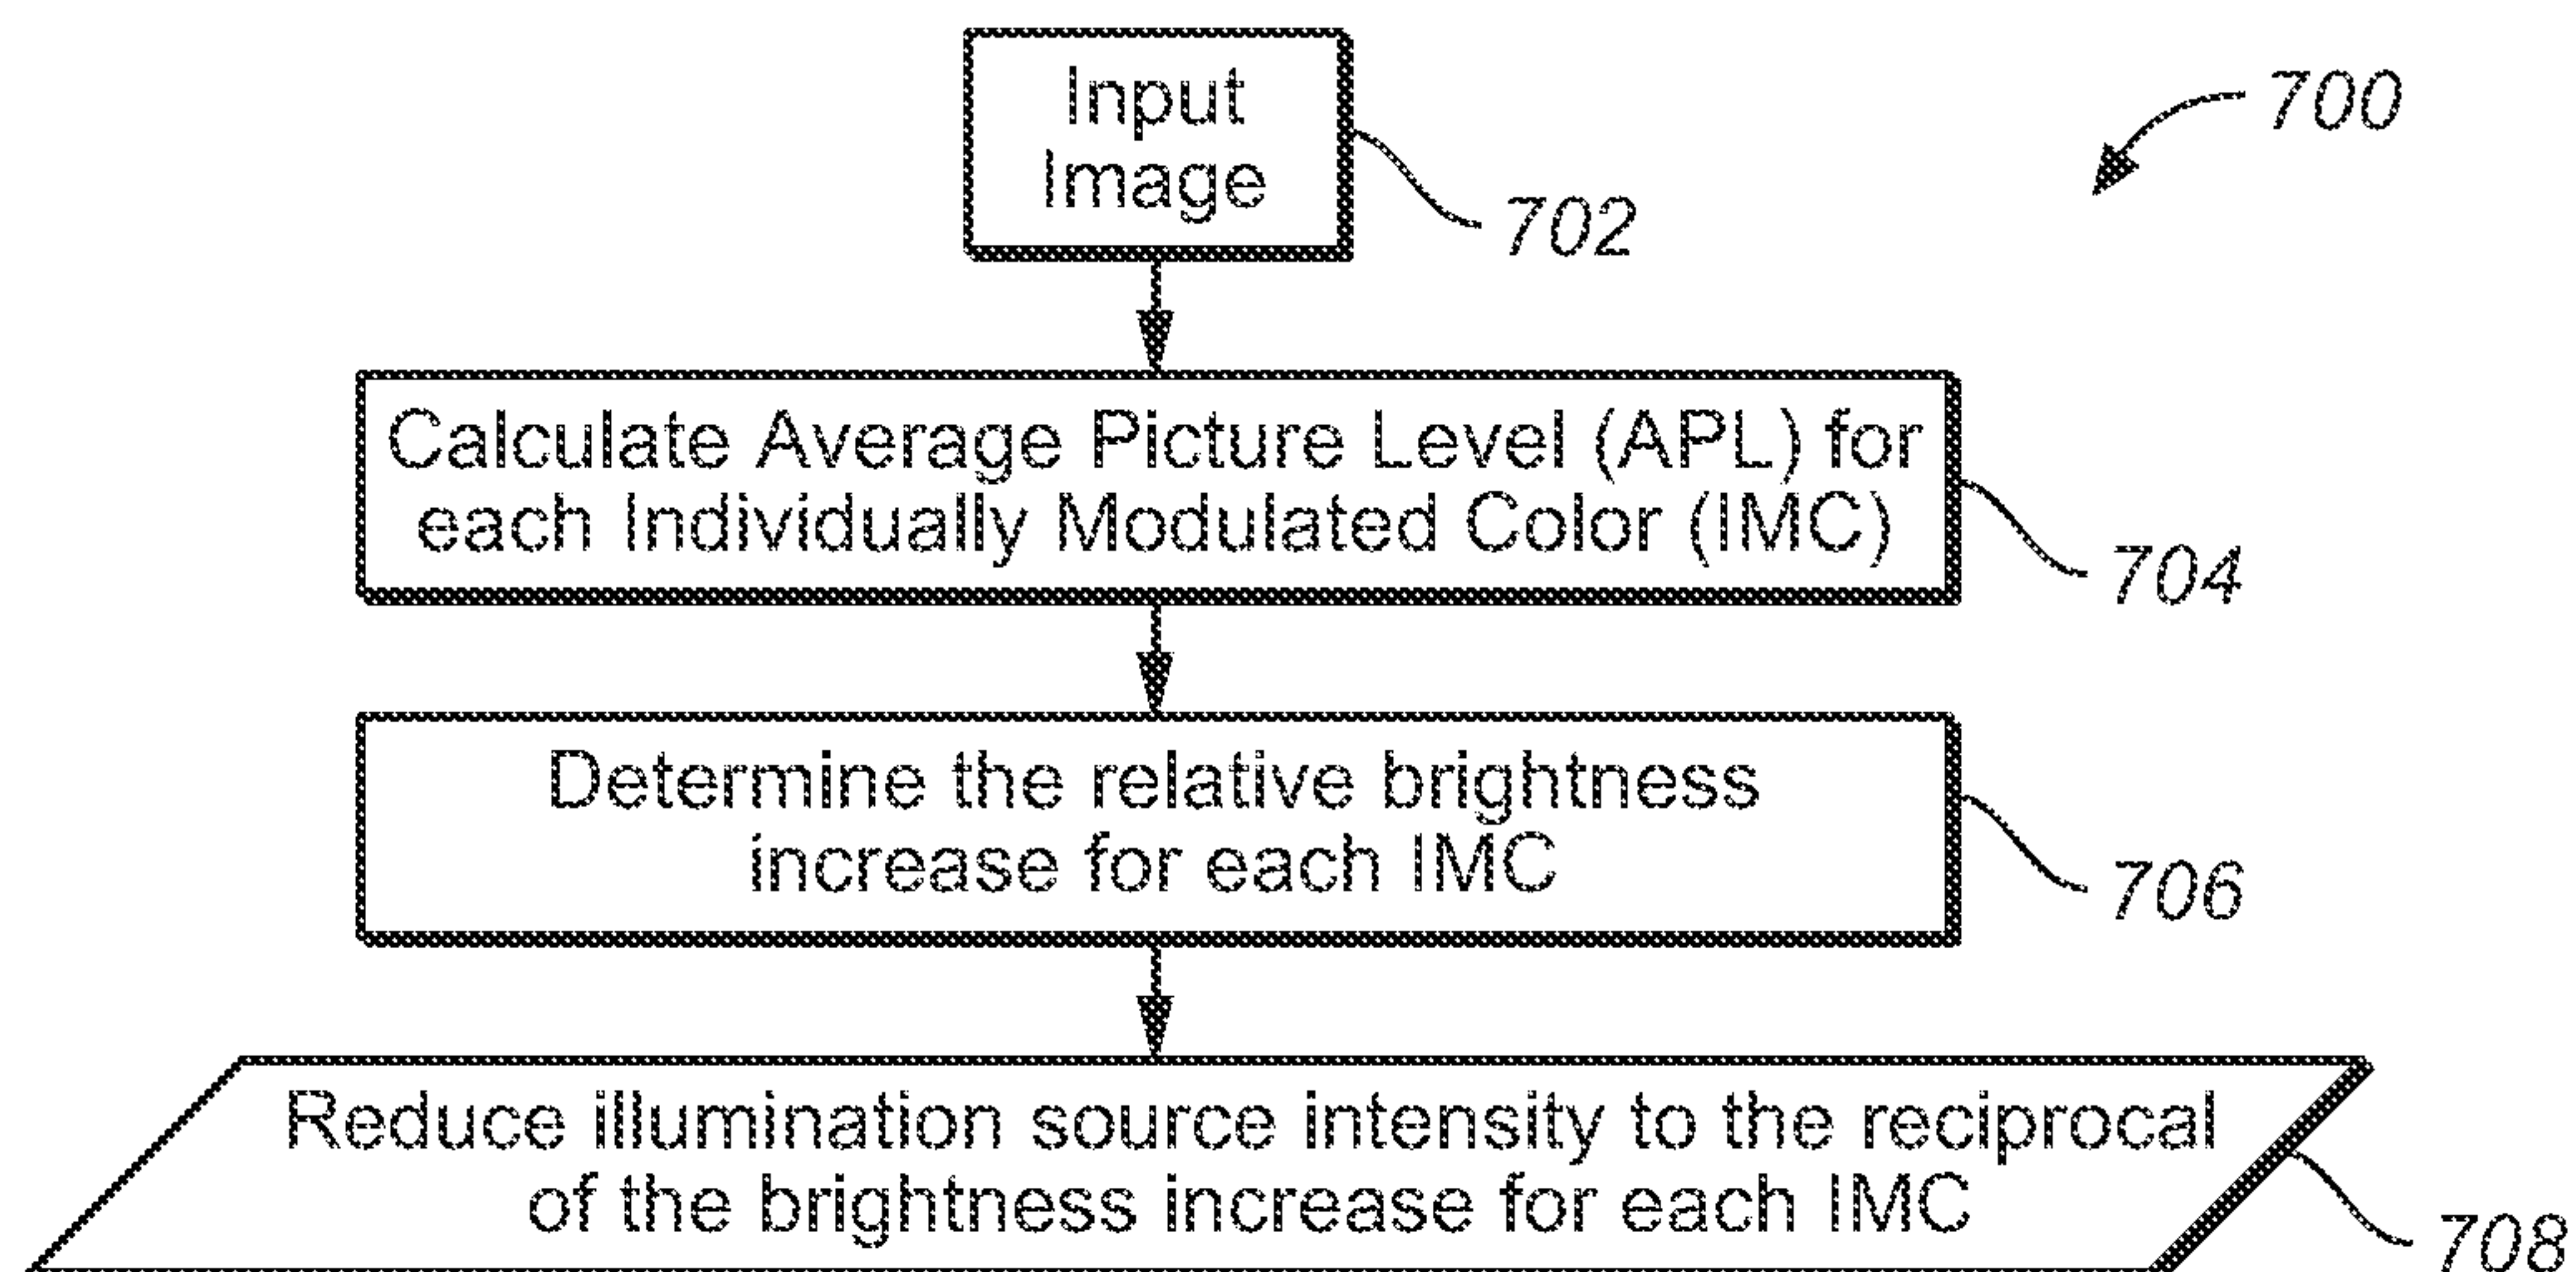 Input
Image
700
702
Calculate Average Picture Level (APL) for
each Individually Modulated Color (IMC)
704
Determine the relative brightness
increase for each IMC
706
Reduce illumination source intensity to the reciprocal
of the brightness increase for each IMC
708